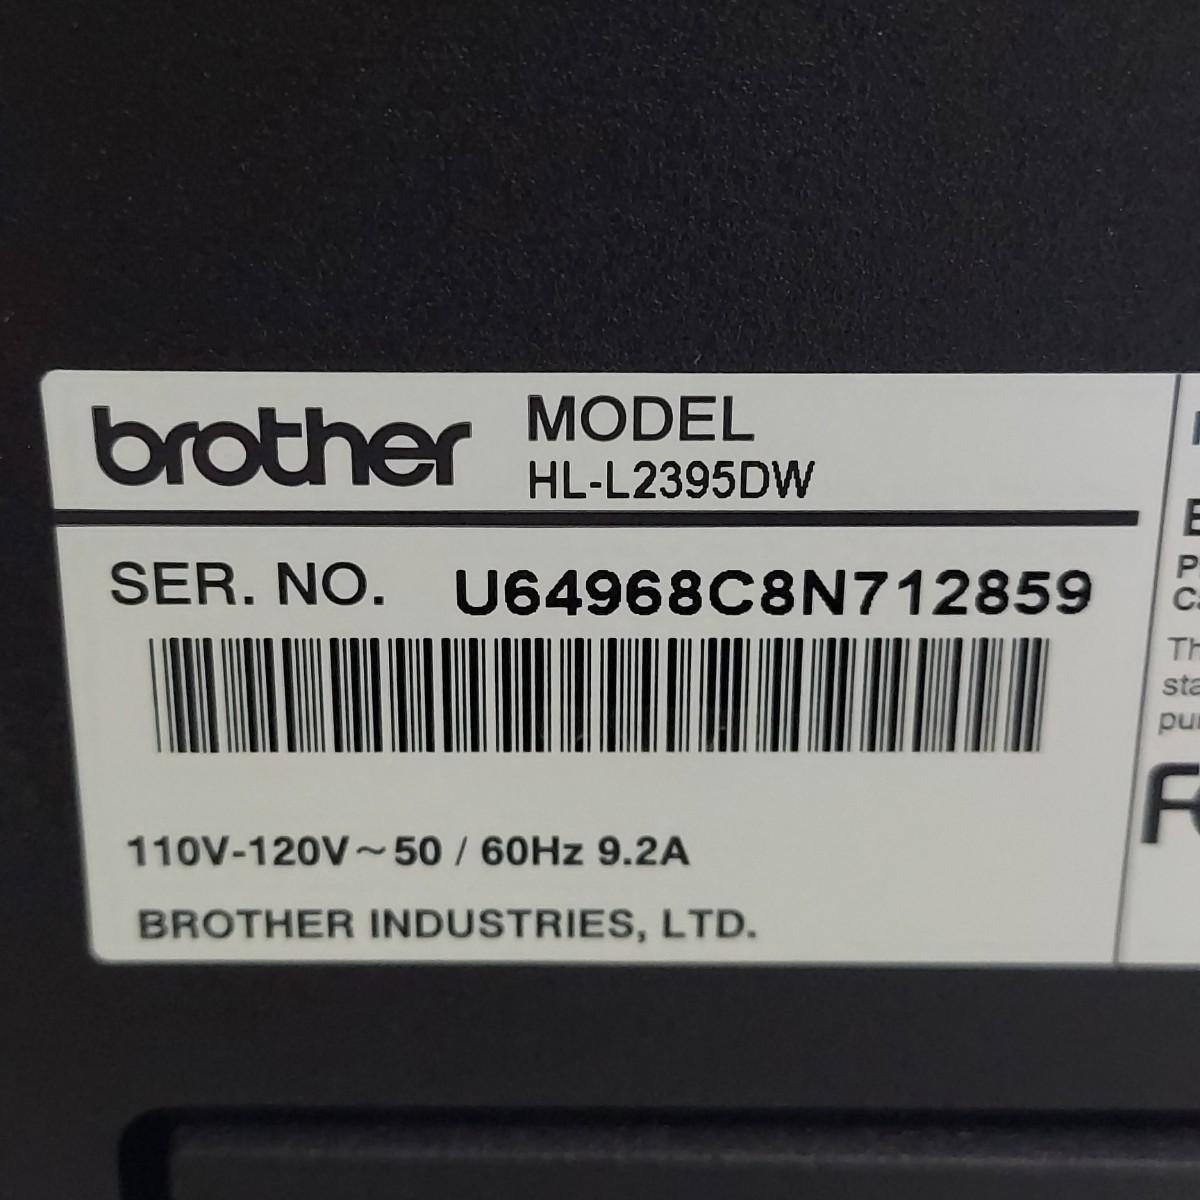 brother MODEL
HL-L2395DW
SER. NO. U64968C8N712859
110V-120V~50 / 60Hz 9.2A
BROTHER INDUSTRIES, LTD.